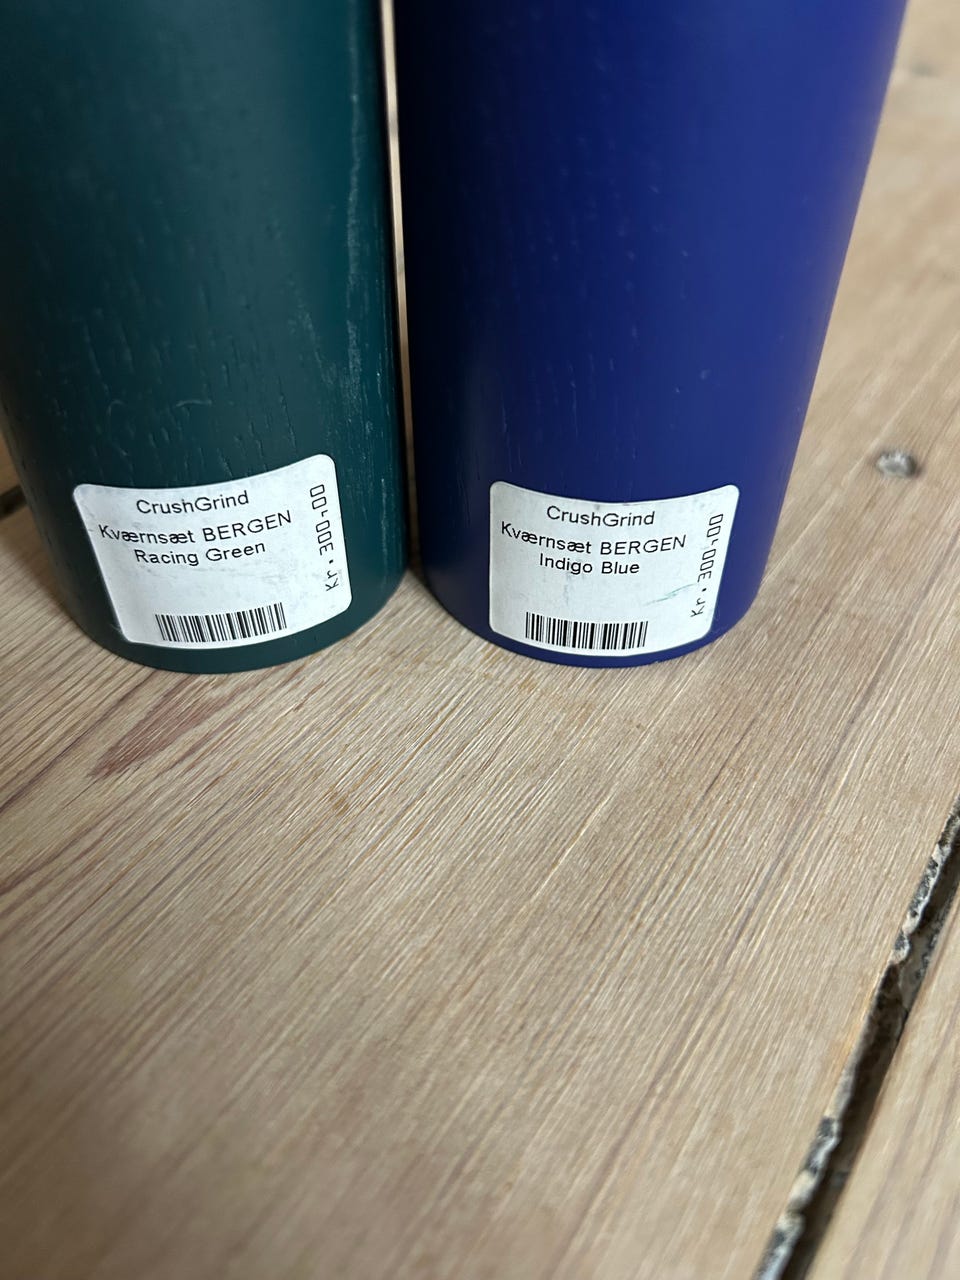 CrushGrind
Kværnsæt BERGEN
Racing Green
Kr. 300,00
CrushGrind
Kværnsæt BERGEN
Indigo Blue
Kr. 300,00